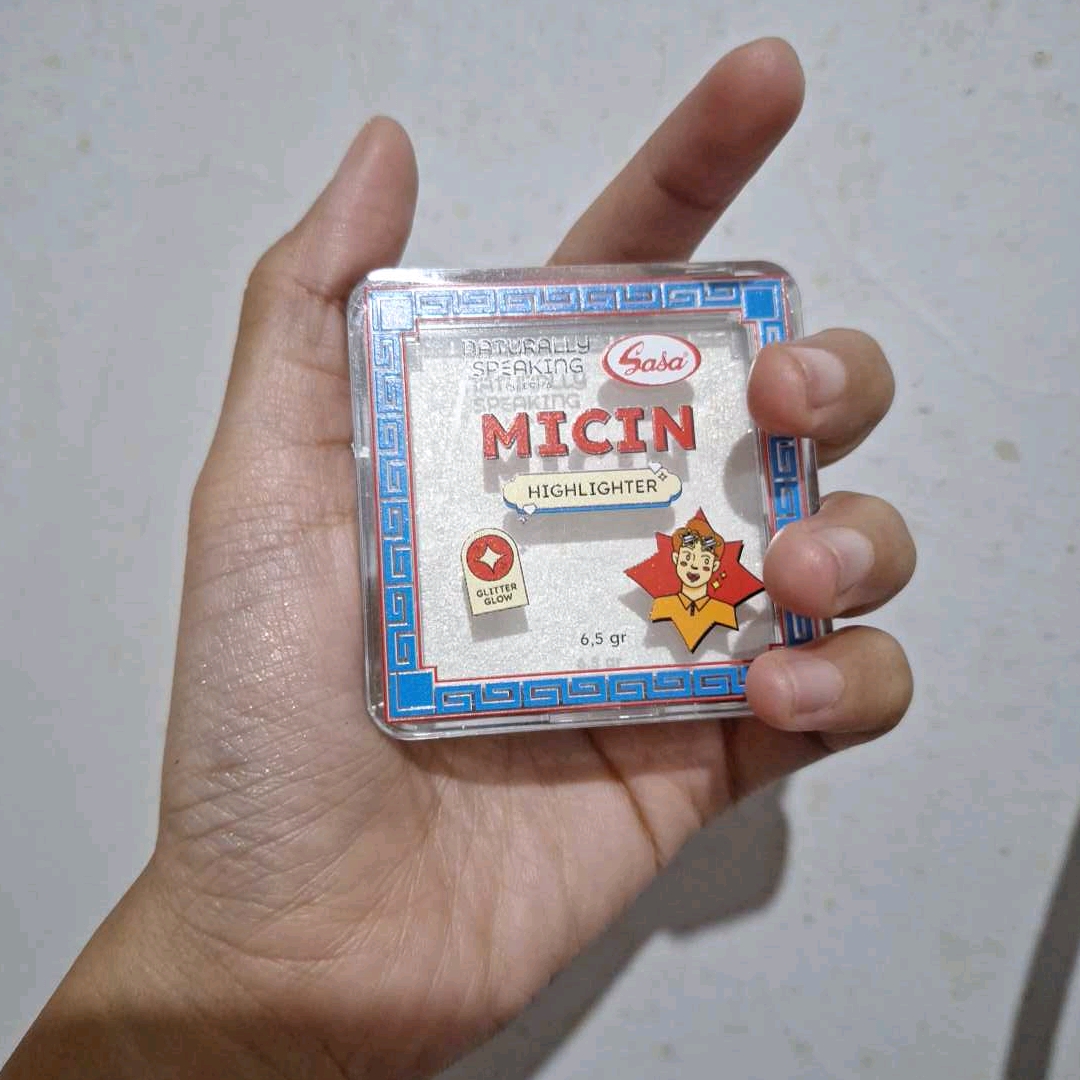 NATURALLY
SPEAKING
Sasa
MICIN
HIGHLIGHTER
GLITTER
GLOW
6,5 gr